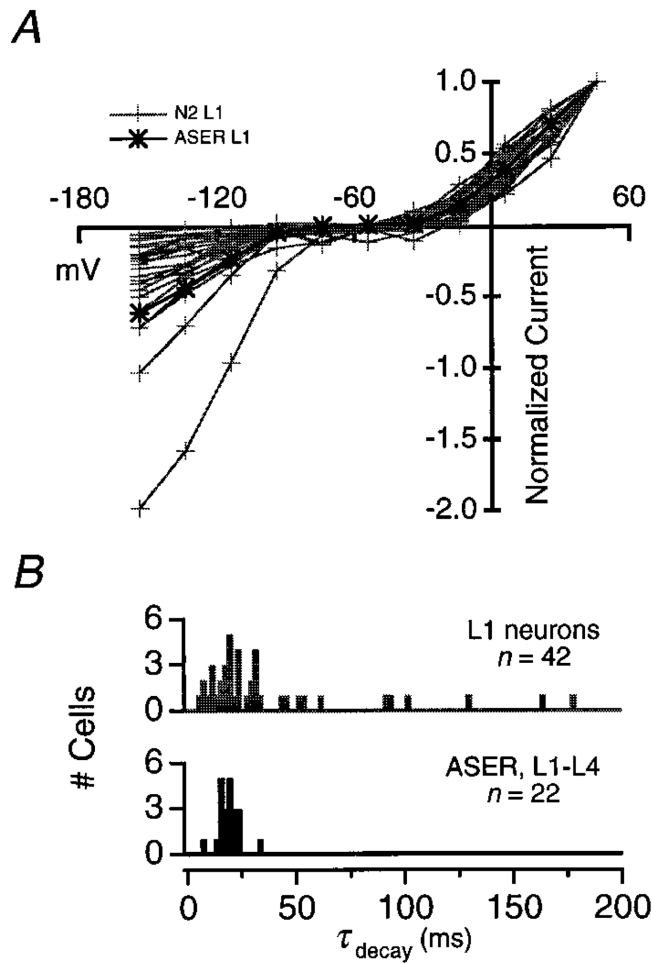 A
N2 L1
ASER L1
1.0
0.5
-180
-120
-60
60
mV
-0.5
-1.0
-1.5
-2.0
Normalized Current
B
6
3
0
L1 neurons
n = 42
# Cells
6
3
0
ASER, L1-L4
n = 22
0
50
100
150
200
τdecay (ms)